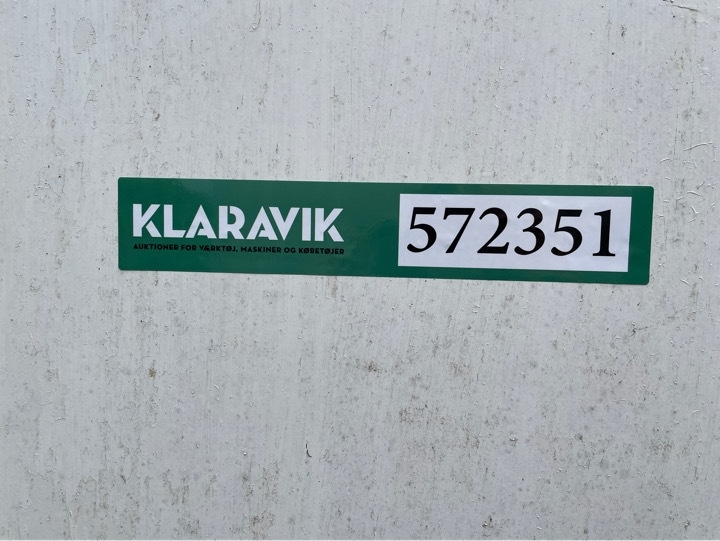 KLARAVIK
AUKTIONER FOR VÆRKTØJ, MASKINER OG KØRETØJER
572351